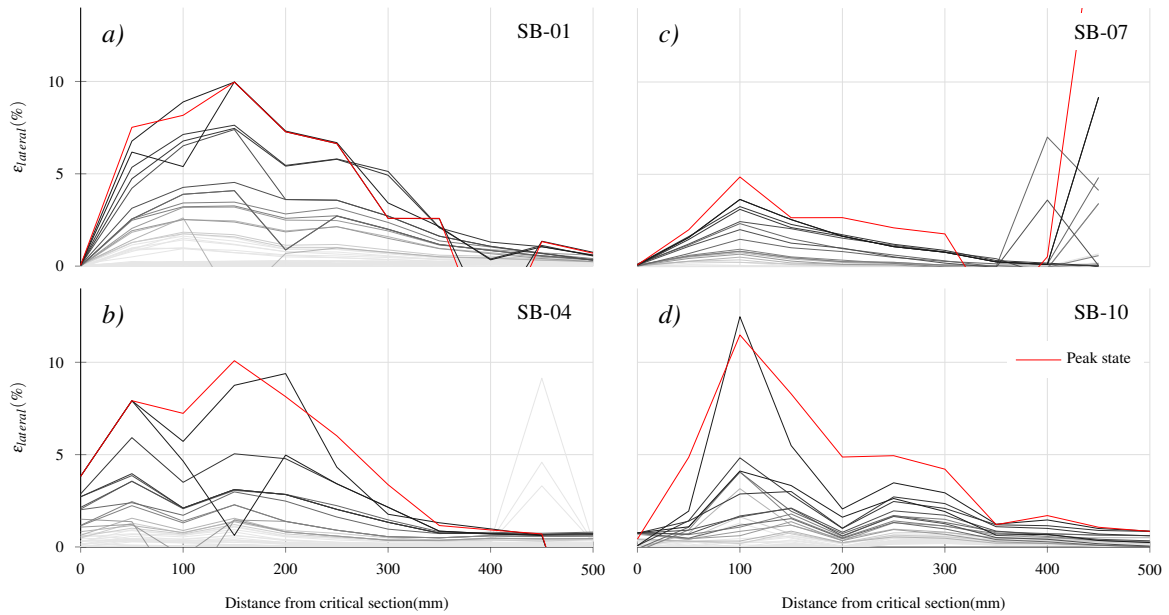 a) SB-01
c) SB-07
10
5
0
εlateral(%)
b) SB-04
d) SB-10
Peak state
10
5
0
εlateral(%)
0 100 200 300 400 500
0 100 200 300 400 500
Distance from critical section(mm)
Distance from critical section(mm)